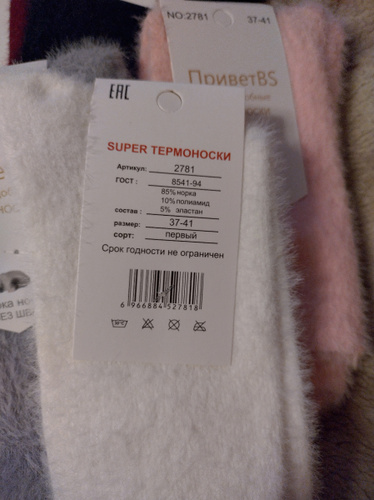 NO:2781 37-41
ПриветBS
EAC
SUPER ТЕРМОНОСКИ
Артикул: 2781
ГОСТ : 8541-94
85% норка
10% полиамид
состав : 5% эластан
размер: 37-41
сорт: первый
Срок годности не ограничен
6 966884 527818